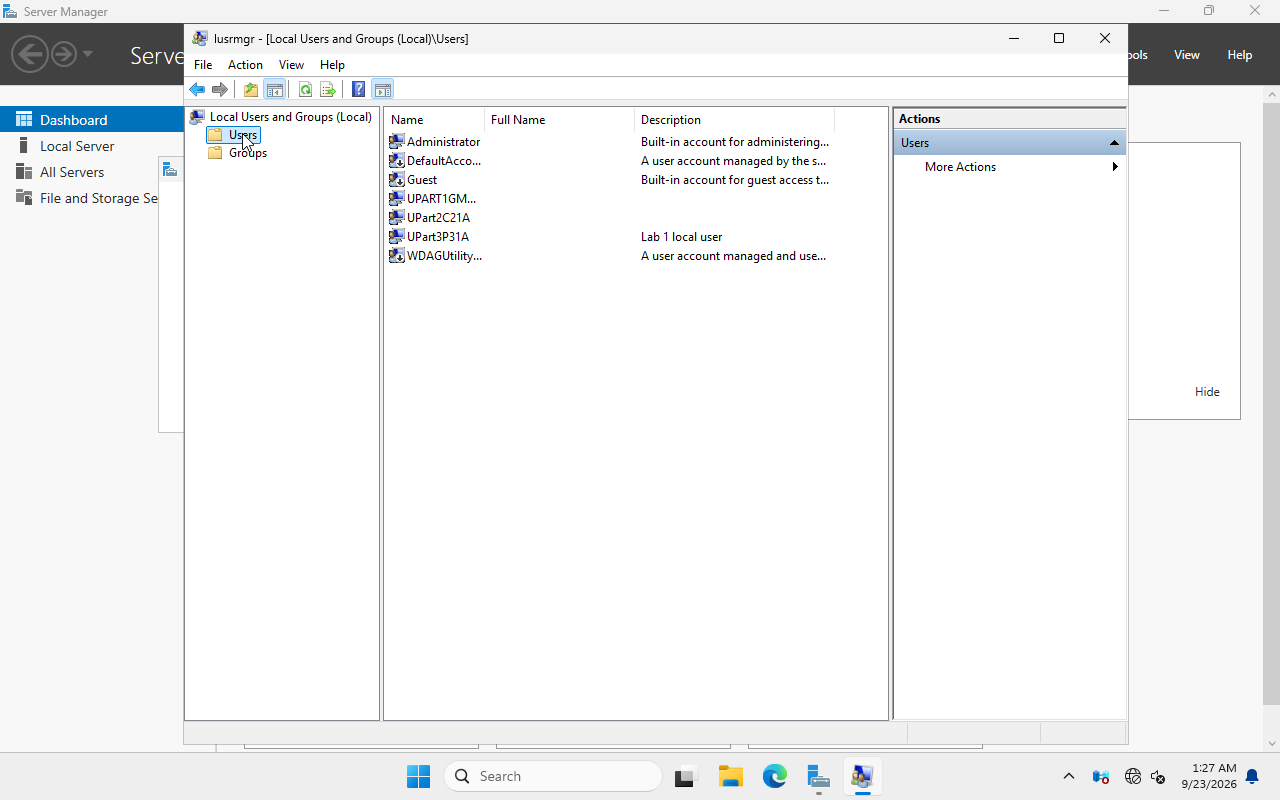 Server Manager
lusrmgr - [Local Users and Groups (Local)\Users]
File Action View Help
View Help
Dashboard
Local Server
All Servers
File and Storage Se
Local Users and Groups (Local)
Users
Groups
Name Full Name Description
Administrator Built-in account for administering...
DefaultAcco... A user account managed by the s...
Guest Built-in account for guest access t...
UPART1GM...
UPart2C21A
UPart3P31A Lab 1 local user
WDAGUtility... A user account managed and use...
Actions
Users
More Actions
Hide
Search
1:27 AM
9/23/2026